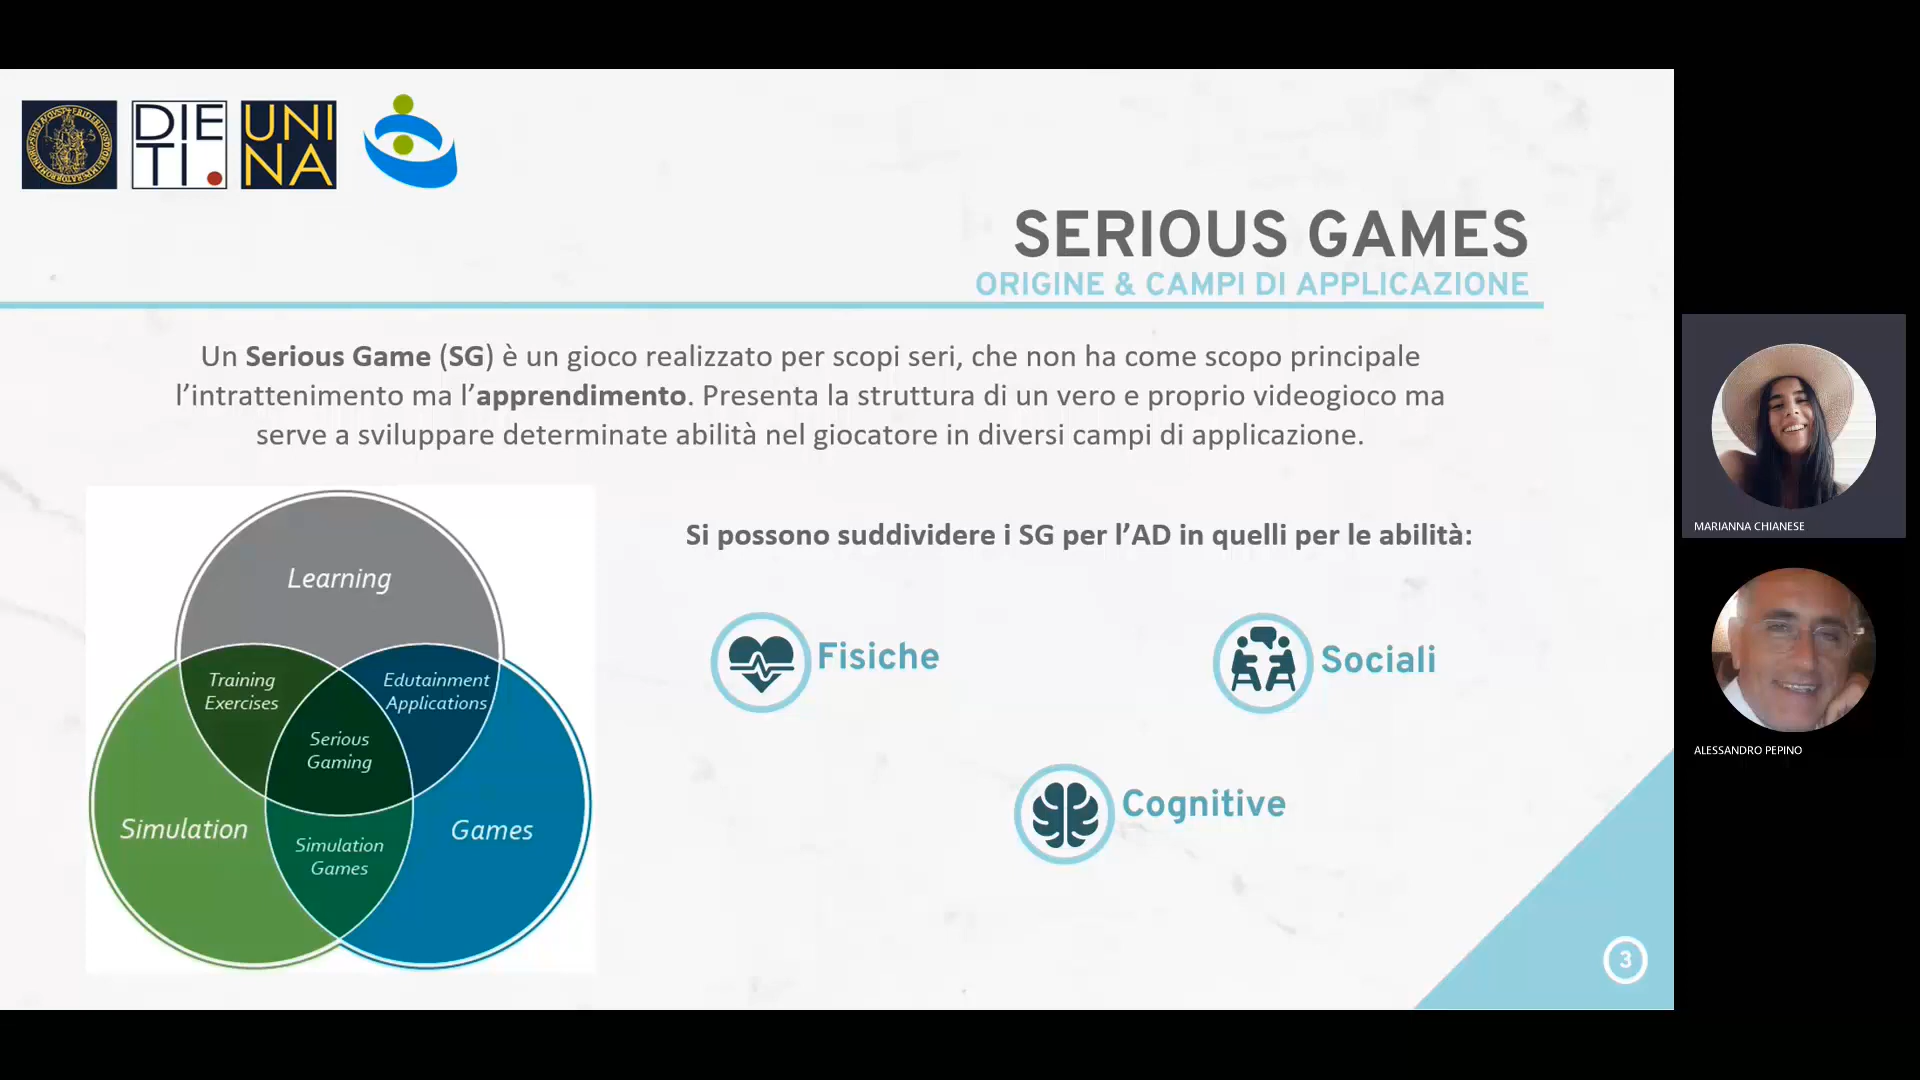 DIE
TI.
UNI
NA
SERIOUS GAMES
ORIGINE & CAMPI DI APPLICAZIONE
Un Serious Game (SG) è un gioco realizzato per scopi seri, che non ha come scopo principale
l’intrattenimento ma l’apprendimento. Presenta la struttura di un vero e proprio videogioco ma
serve a sviluppare determinate abilità nel giocatore in diversi campi di applicazione.
Learning
Training
Exercises
Edutainment
Applications
Serious
Gaming
Simulation
Games
Simulation
Games
Si possono suddividere i SG per l’AD in quelli per le abilità:
Fisiche
Sociali
Cognitive
3
MARIANNA CHIANESE
ALESSANDRO PEPINO